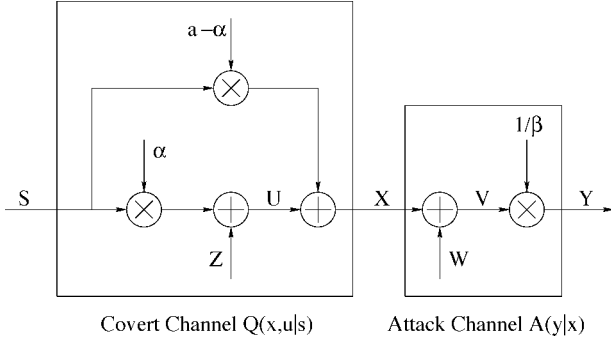 a−α
α
1/β
S
U
X
V
Y
Z
W
Covert Channel Q(x,u|s)
Attack Channel A(y|x)